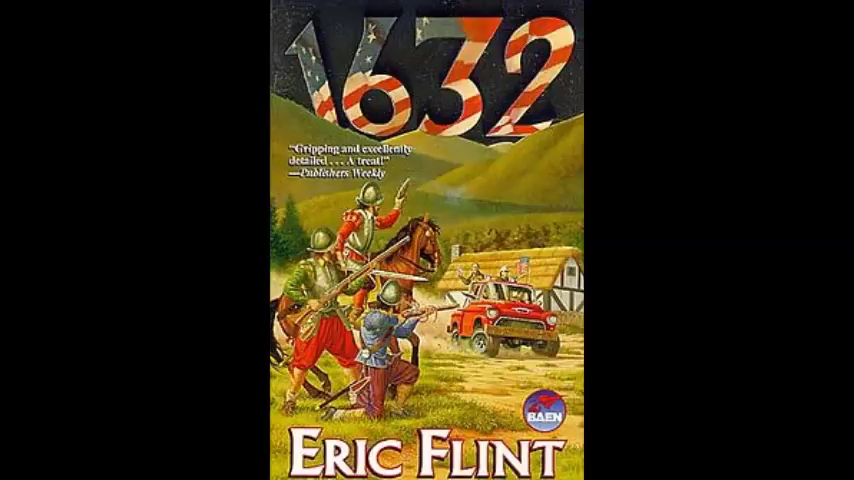 1632
“Gripping and excellently
detailed . . . A treat!”
—Publishers Weekly
BAEN
ERIC FLINT